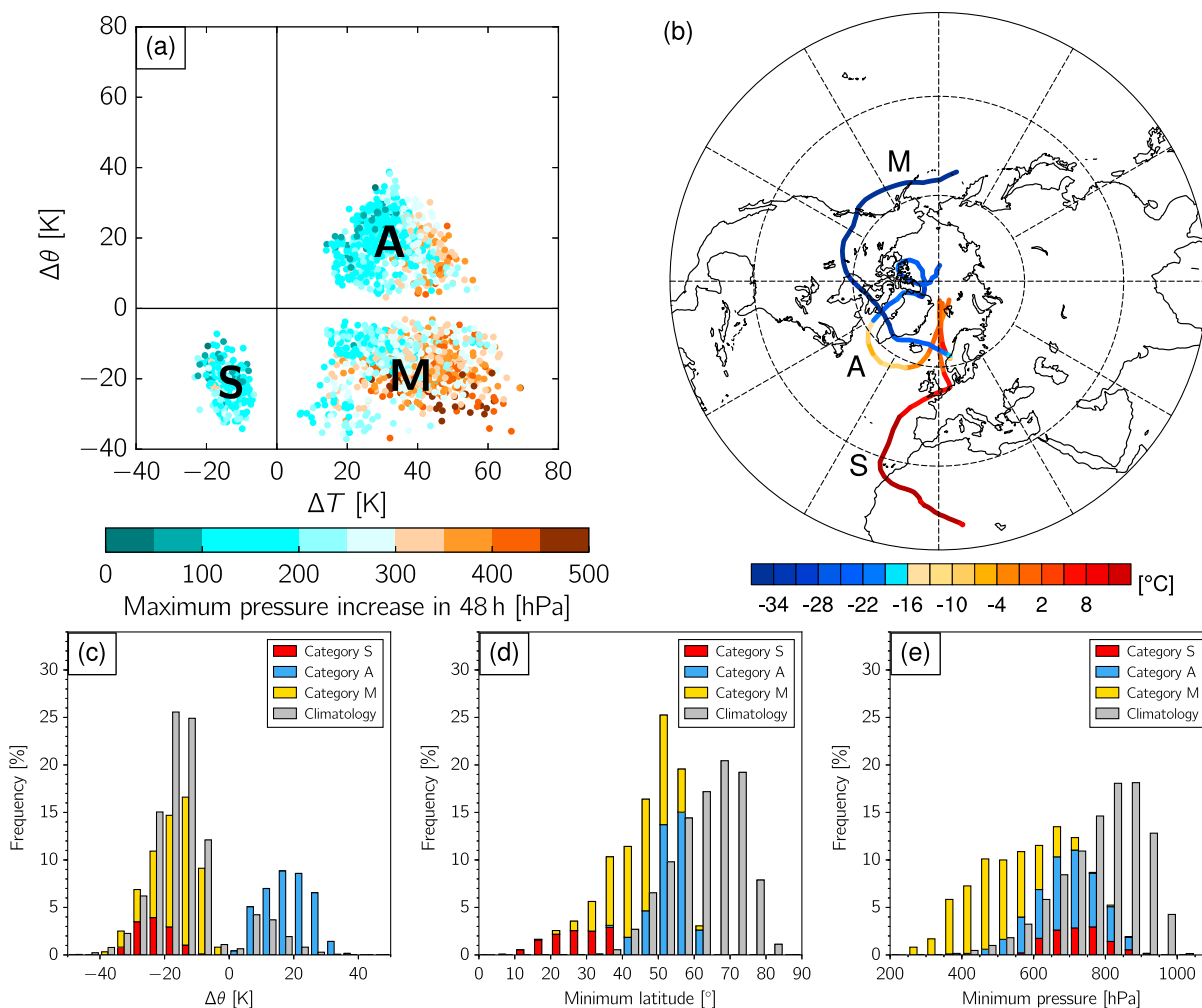 (a)
80
60
40
20
0
−20
−40
Δθ [K]
A
S
M
−40 −20 0 20 40 60 80
ΔT [K]
0 100 200 300 400 500
Maximum pressure increase in 48 h [hPa]
(b)
M
A
S
-34 -28 -22 -16 -10 -4 2 8 [°C]
(c)
Category S
Category A
Category M
Climatology
30
25
20
15
10
5
0
Frequency [%]
−40 −20 0 20 40
Δθ [K]
(d)
Category S
Category A
Category M
Climatology
30
25
20
15
10
5
0
Frequency [%]
0 10 20 30 40 50 60 70 80 90
Minimum latitude [°]
(e)
Category S
Category A
Category M
Climatology
30
25
20
15
10
5
0
Frequency [%]
200 400 600 800 1000
Minimum pressure [hPa]